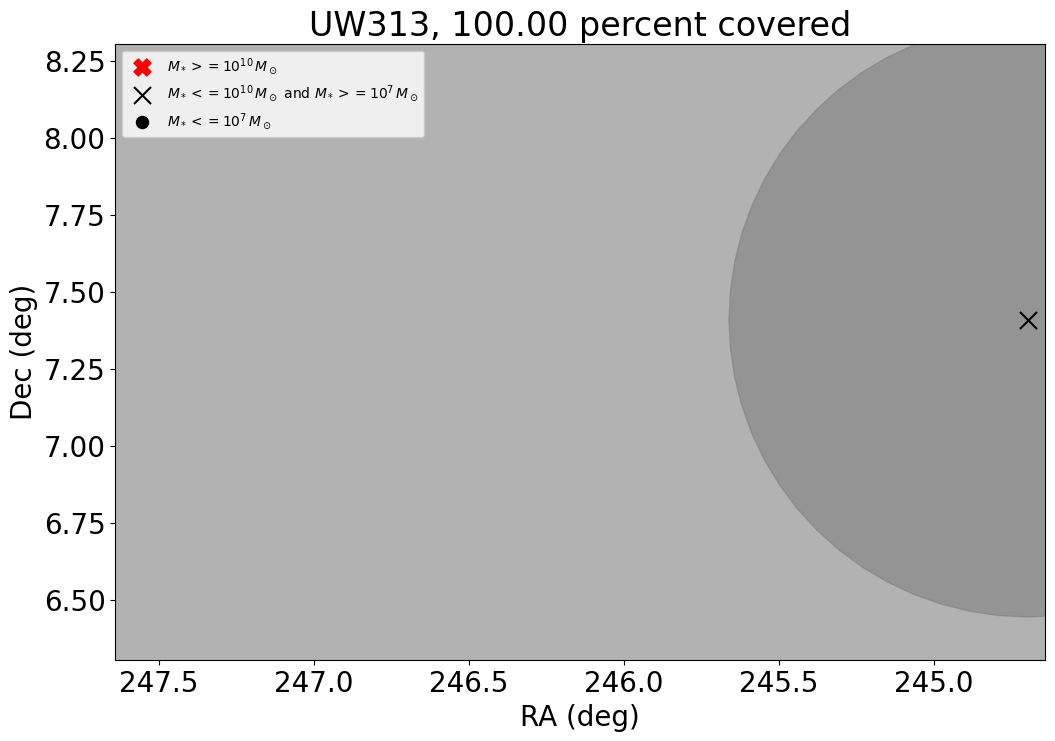 UW313, 100.00 percent covered
M* >= 10^10 M⊙
M* <= 10^10 M⊙ and M* >= 10^7 M⊙
M* <= 10^7 M⊙
8.25
8.00
7.75
7.50
7.25
7.00
6.75
6.50
Dec (deg)
247.5 247.0 246.5 246.0 245.5 245.0
RA (deg)